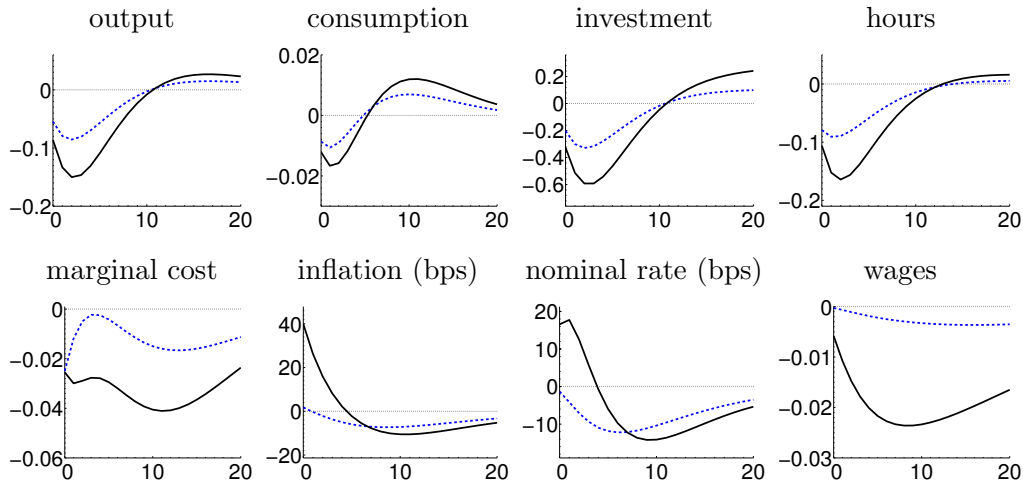 output consumption investment hours
0 −0.1 −0.2 0 10 20
0.02 0 −0.02 0 10 20
0.2 0 −0.2 −0.4 −0.6 0 10 20
0 −0.1 −0.2 0 10 20
marginal cost inflation (bps) nominal rate (bps) wages
0 −0.02 −0.04 −0.06 0 10 20
40 20 0 −20 0 10 20
20 10 0 −10 0 10 20
0 −0.01 −0.02 −0.03 0 10 20